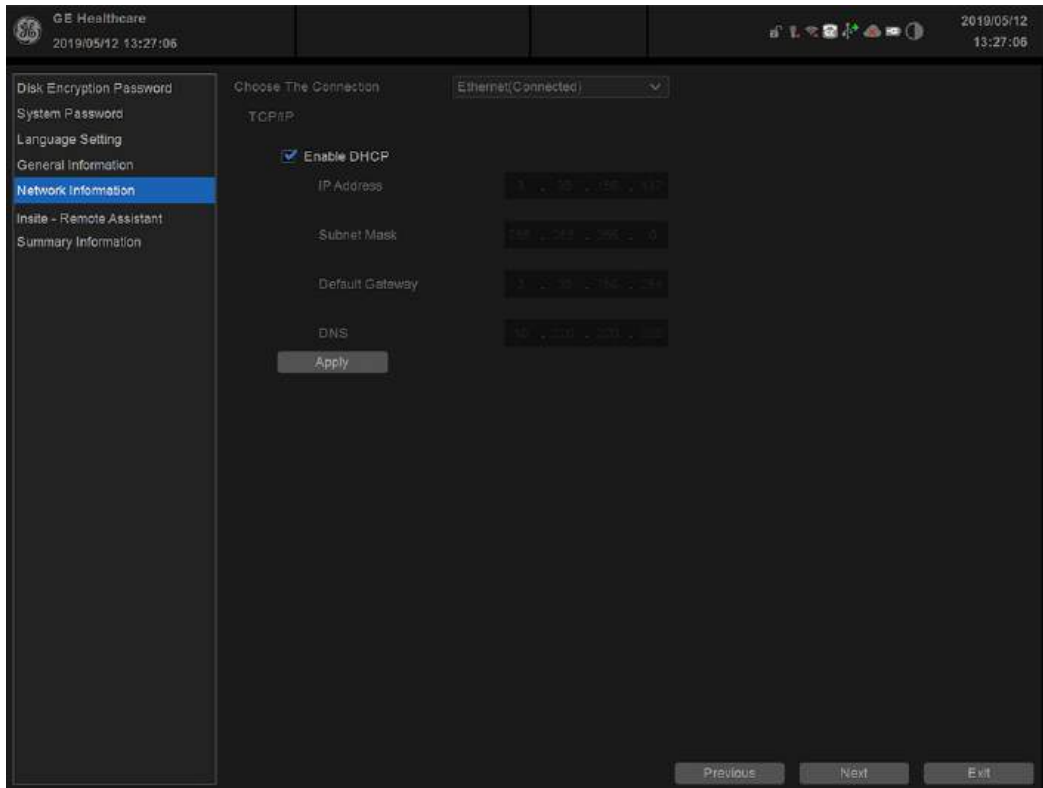 GE Healthcare
2019/05/12 13:27:06
2019/05/12
13:27:06
Disk Encryption Password
System Password
Language Setting
General Information
Network Information
Insite - Remote Assistant
Summary Information
Choose The Connection
Ethernet(Connected)
TCP/IP
Enable DHCP
IP Address
Subnet Mask
Default Gateway
DNS
Apply
Previous
Next
Exit